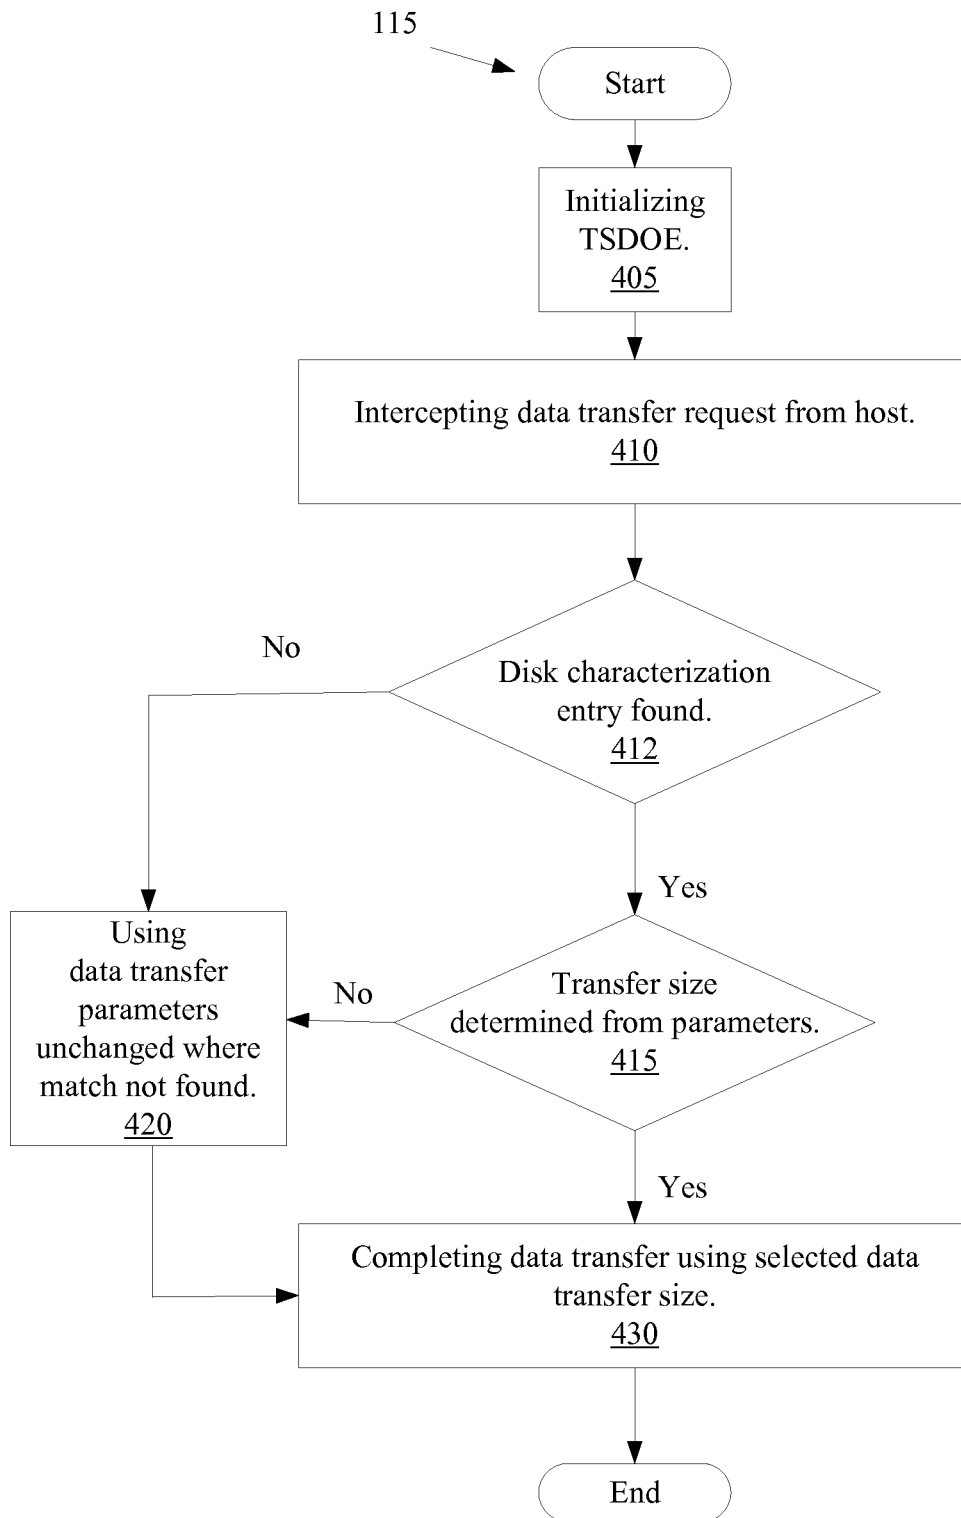 115
Start
Initializing
TSDOE.
405
Intercepting data transfer request from host.
410
No
Disk characterization
entry found.
412
Yes
Using
data transfer
parameters
unchanged where
match not found.
420
No
Transfer size
determined from parameters.
415
Yes
Completing data transfer using selected data
transfer size.
430
End